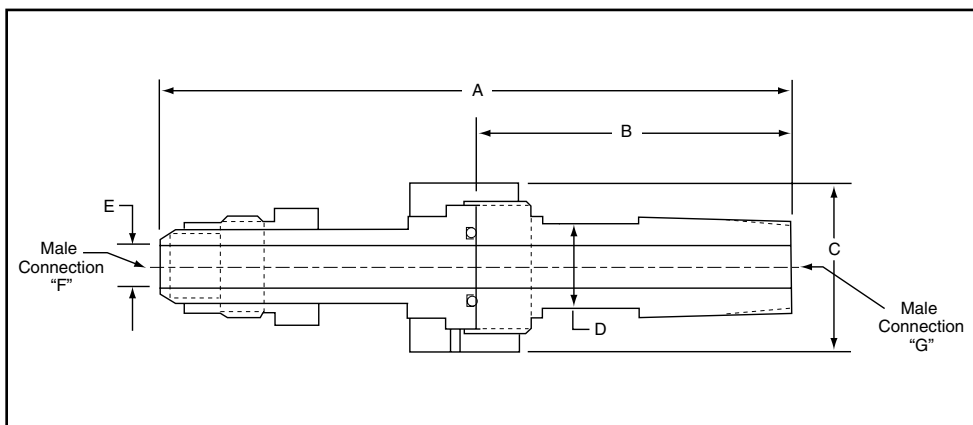 A
B
E
Male
Connection
“F”
C
D
Male
Connection
“G”